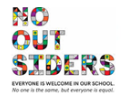 NO
OUT
SIDERS
EVERYONE IS WELCOME IN OUR SCHOOL.
No one is the same, but everyone is equal.